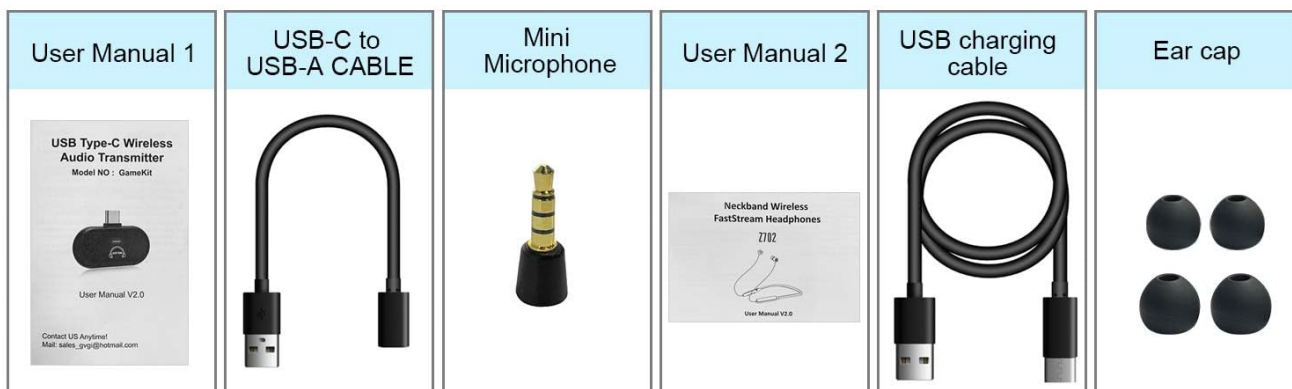 User Manual 1
USB Type-C Wireless
Audio Transmitter
Model NO : GameKit
User Manual V2.0
Contact US Anytime!
Mail: sales_gvgi@hotmail.com
USB-C to
USB-A CABLE
Mini
Microphone
User Manual 2
Neckband Wireless
FastStream Headphones
Z702
User Manual V2.0
USB charging
cable
Ear cap